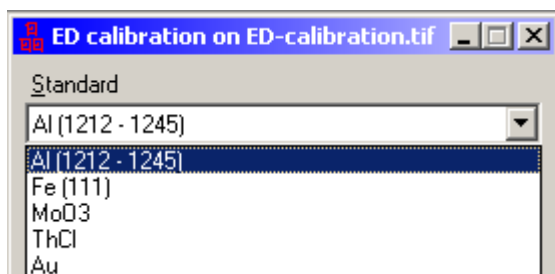 ED calibration on ED-calibration.tif
Standard
Al (1212 - 1245)
Al (1212 - 1245)
Fe (111)
MoO3
ThCl
Au